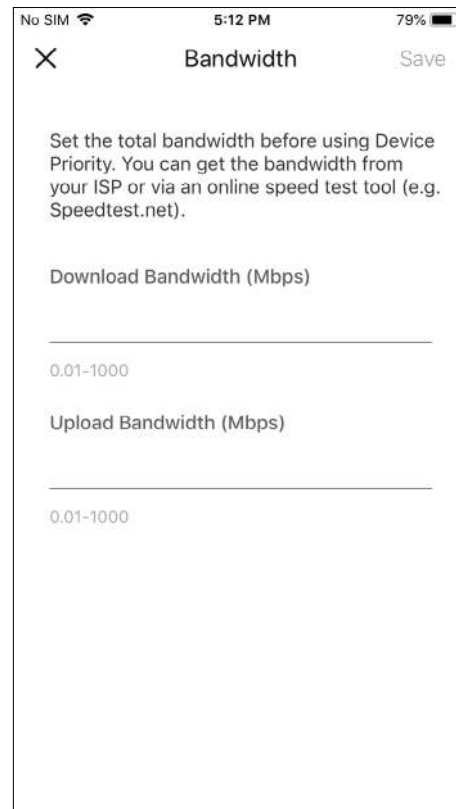 No SIM 5:12 PM 79%
Bandwidth Save
Set the total bandwidth before using Device
Priority. You can get the bandwidth from
your ISP or via an online speed test tool (e.g.
Speedtest.net).
Download Bandwidth (Mbps)
0.01-1000
Upload Bandwidth (Mbps)
0.01-1000